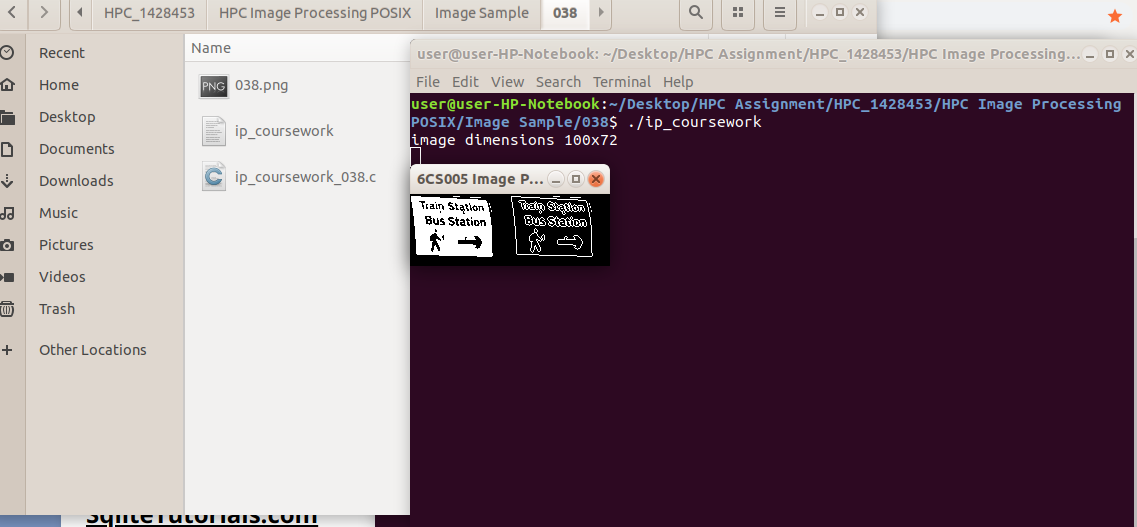 HPC_1428453 HPC Image Processing POSIX Image Sample 038
Recent
Home
Desktop
Documents
Downloads
Music
Pictures
Videos
Trash
Other Locations
Name
PNG 038.png
ip_coursework
C ip_coursework_038.c
user@user-HP-Notebook: ~/Desktop/HPC Assignment/HPC_1428453/HPC Image Processing...
File Edit View Search Terminal Help
user@user-HP-Notebook:~/Desktop/HPC Assignment/HPC_1428453/HPC Image Processing
POSIX/Image Sample/038$ ./ip_coursework
image dimensions 100x72
6CS005 Image P...
Train Station
Bus Station
Train Station
Bus Station
SqliteTutorials.com